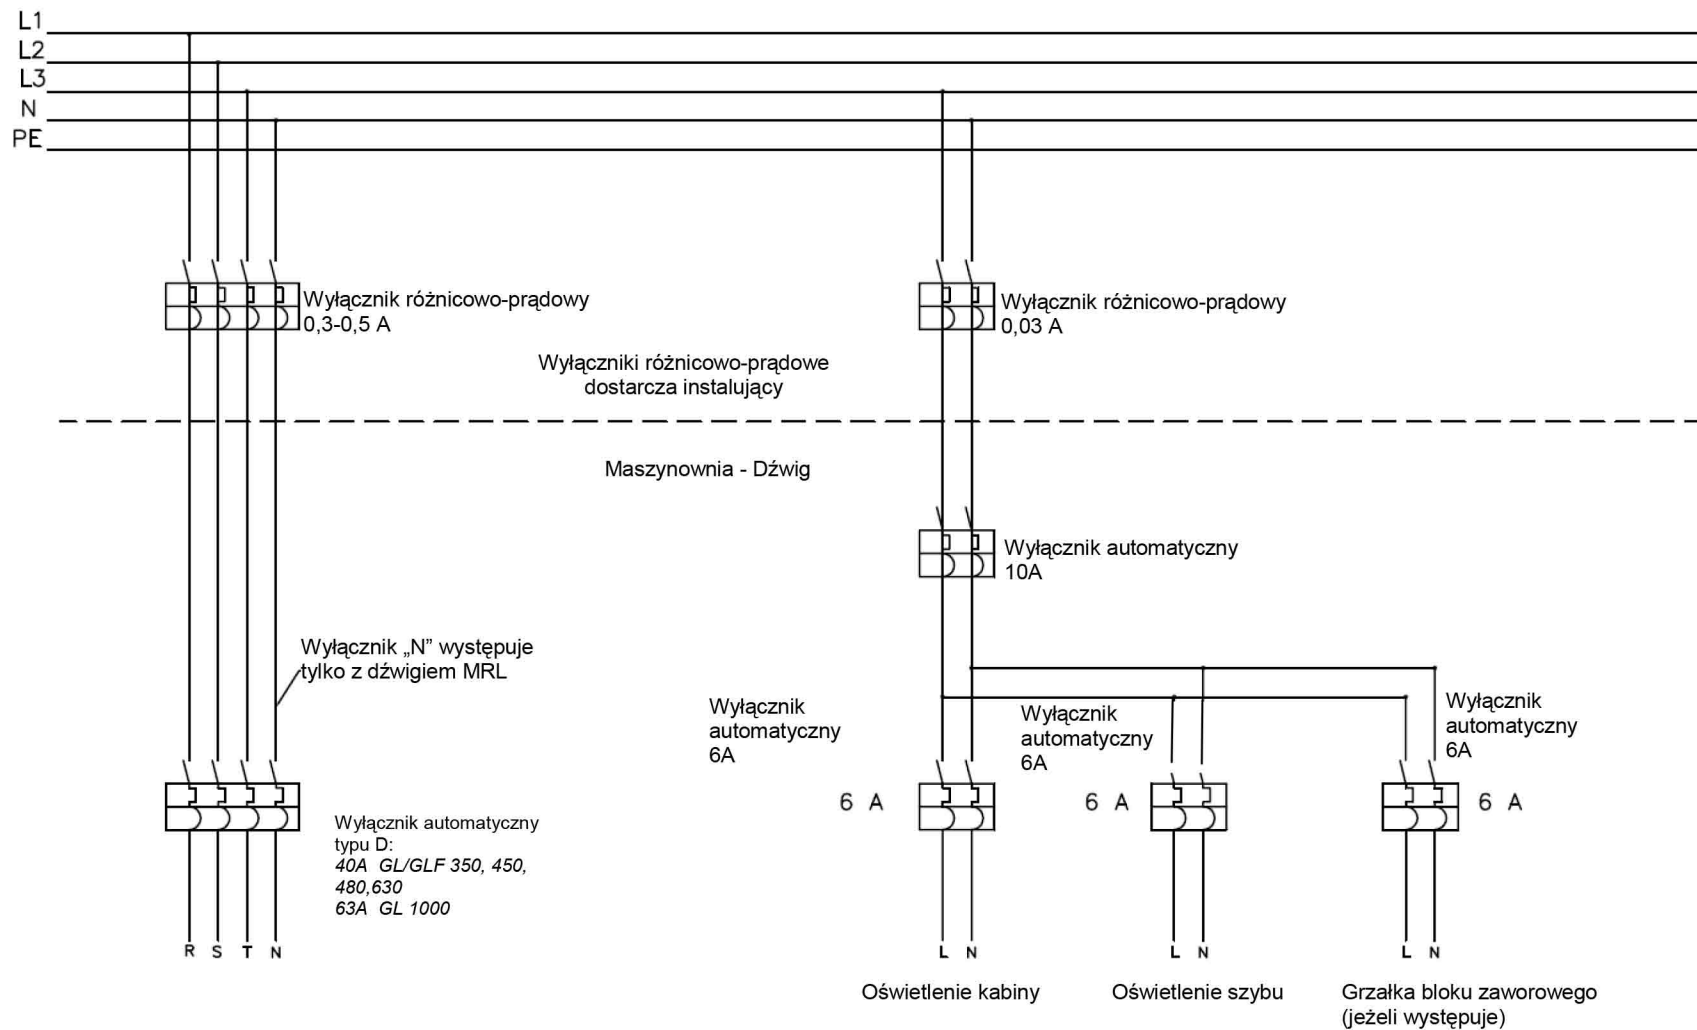 L1
L2
L3
N
PE
Wyłącznik różnicowo-prądowy
0,3-0,5 A
Wyłącznik różnicowo-prądowy
0,03 A
Wyłączniki różnicowo-prądowe
dostarcza instalujący
Maszynownia - Dźwig
Wyłącznik automatyczny
10A
Wyłącznik „N” występuje
tylko z dźwigiem MRL
Wyłącznik
automatyczny
6A
Wyłącznik
automatyczny
6A
Wyłącznik
automatyczny
6A
6 A
6 A
6 A
Wyłącznik automatyczny
typu D:
40A GL/GLF 350, 450,
480,630
63A GL 1000
R S T N
L N
L N
L N
Oświetlenie kabiny
Oświetlenie szybu
Grzałka bloku zaworowego
(jeżeli występuje)